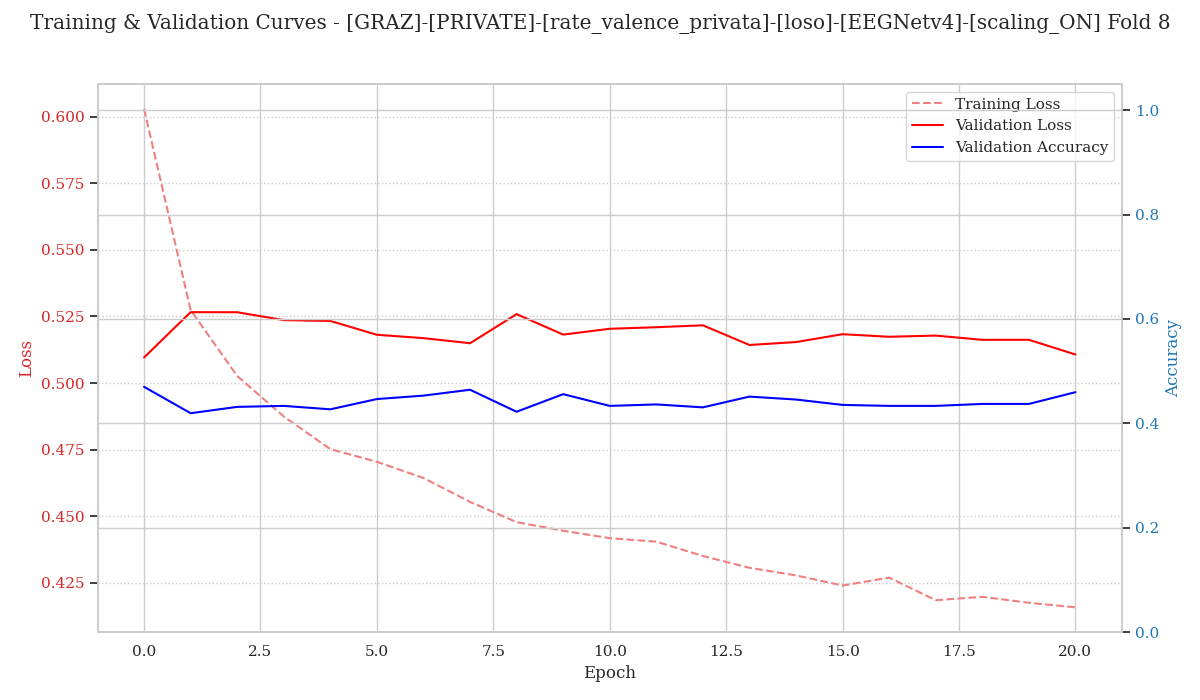 Training & Validation Curves - [GRAZ]-[PRIVATE]-[rate_valence_privata]-[loso]-[EEGNetv4]-[scaling_ON] Fold 8
Training Loss
Validation Loss
Validation Accuracy
0.600
0.575
0.550
0.525
0.500
0.475
0.450
0.425
Loss
1.0
0.8
0.6
0.4
0.2
0.0
Accuracy
0.0 2.5 5.0 7.5 10.0 12.5 15.0 17.5 20.0
Epoch